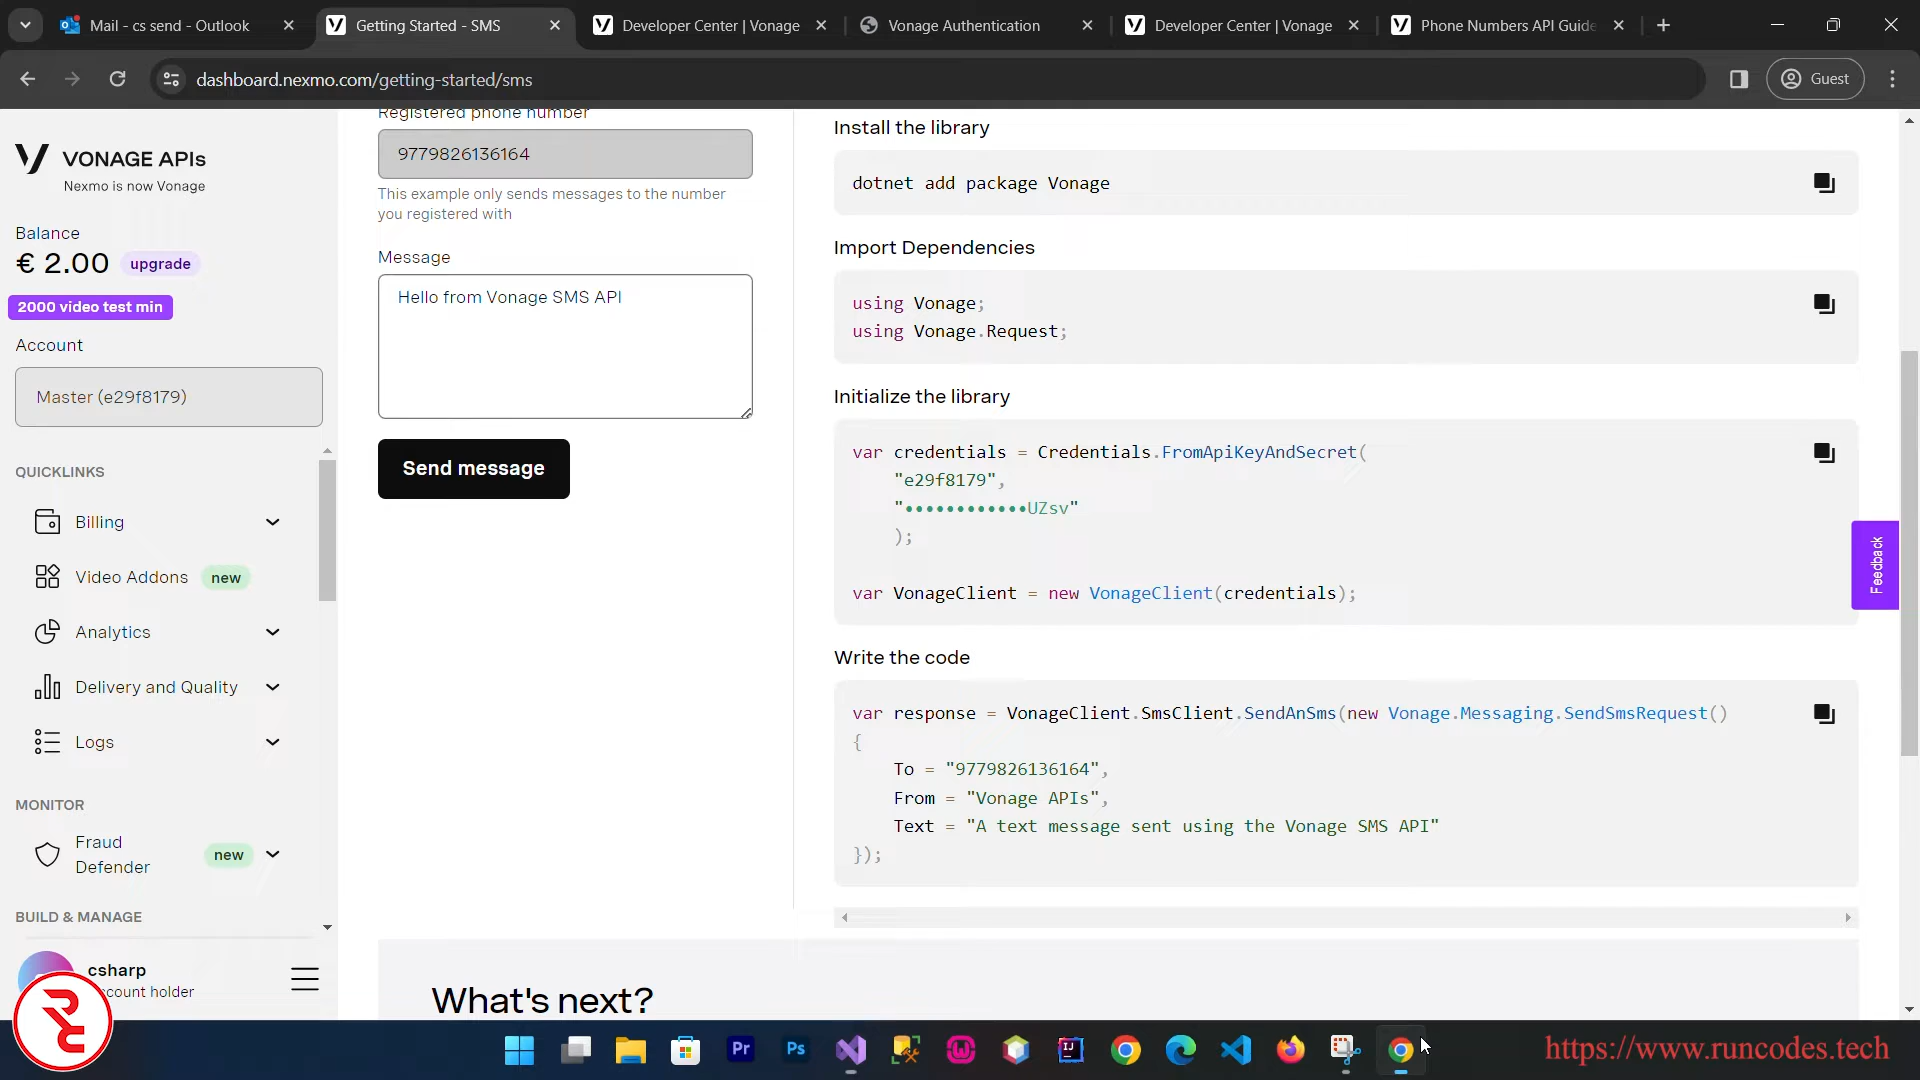 Mail - cs send - Outlook
Getting Started - SMS
Developer Center | Vonage
Vonage Authentication
Developer Center | Vonage
Phone Numbers API Guide
dashboard.nexmo.com/getting-started/sms
Guest
VONAGE APIs
Nexmo is now Vonage
Balance
€ 2.00 upgrade
2000 video test min
Account
Master (e29f8179)
QUICKLINKS
Billing
Video Addons new
Analytics
Delivery and Quality
Logs
MONITOR
Fraud
Defender
new
BUILD & MANAGE
csharp
count holder
Registered phone number
9779826136164
This example only sends messages to the number
you registered with
Message
Hello from Vonage SMS API
Send message
Install the library
dotnet add package Vonage
Import Dependencies
using Vonage;
using Vonage.Request;
Initialize the library
var credentials = Credentials.FromApiKeyAndSecret(
"e29f8179",
"••••••••••••UZsv"
);
var VonageClient = new VonageClient(credentials);
Write the code
var response = VonageClient.SmsClient.SendAnSms(new Vonage.Messaging.SendSmsRequest()
{
To = "9779826136164",
From = "Vonage APIs",
Text = "A text message sent using the Vonage SMS API"
});
What's next?
Feedback
Pr
Ps
https://www.runcodes.tech